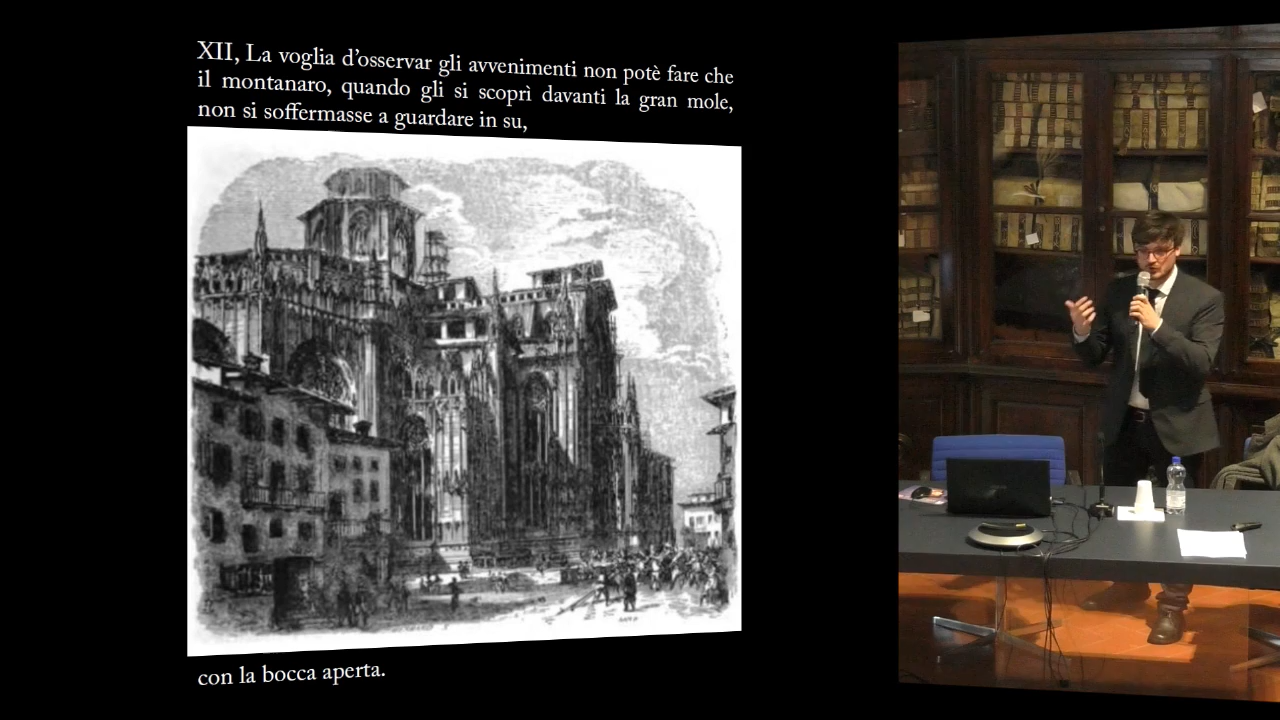 XII, La voglia d’osservar gli avvenimenti non potè fare che
il montanaro, quando gli si scoprì davanti la gran mole,
non si soffermasse a guardare in su,
con la bocca aperta.